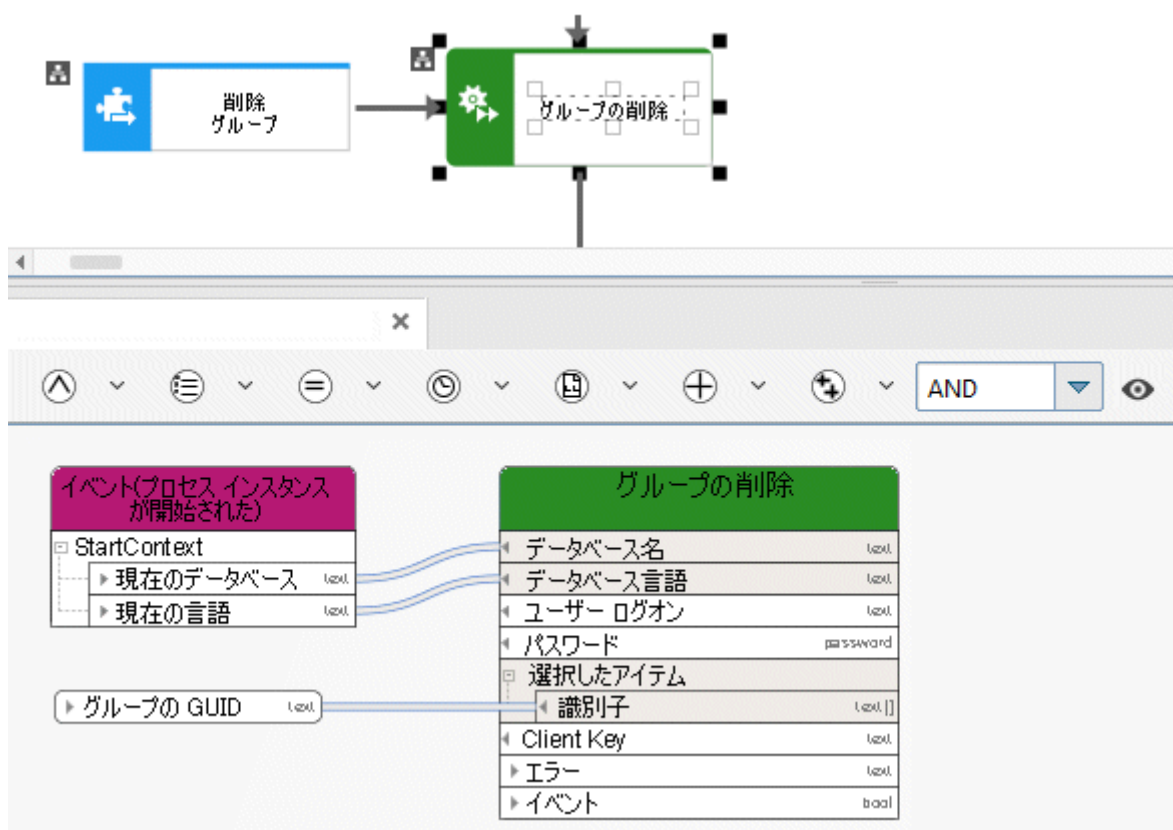 削除
グループ
グループの削除
AND
イベント(プロセス インスタンス
が開始された)
StartContext
現在のデータベース text
現在の言語 text
グループの GUID text
グループの削除
データベース名 text
データベース言語 text
ユーザー ログオン text
パスワード password
選択したアイテム
識別子 text[]
Client Key text
エラー text
イベント bool